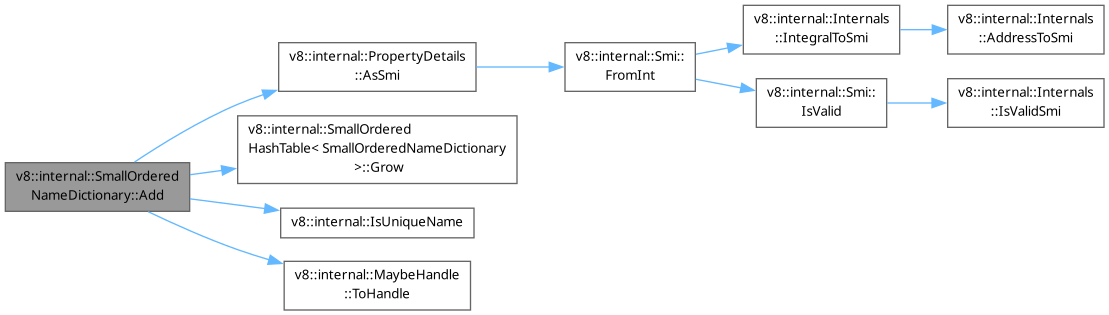 v8::internal::SmallOrdered
NameDictionary::Add
v8::internal::PropertyDetails
::AsSmi
v8::internal::SmallOrdered
HashTable< SmallOrderedNameDictionary
>::Grow
v8::internal::IsUniqueName
v8::internal::MaybeHandle
::ToHandle
v8::internal::Smi::
FromInt
v8::internal::Internals
::IntegralToSmi
v8::internal::Smi::
IsValid
v8::internal::Internals
::AddressToSmi
v8::internal::Internals
::IsValidSmi